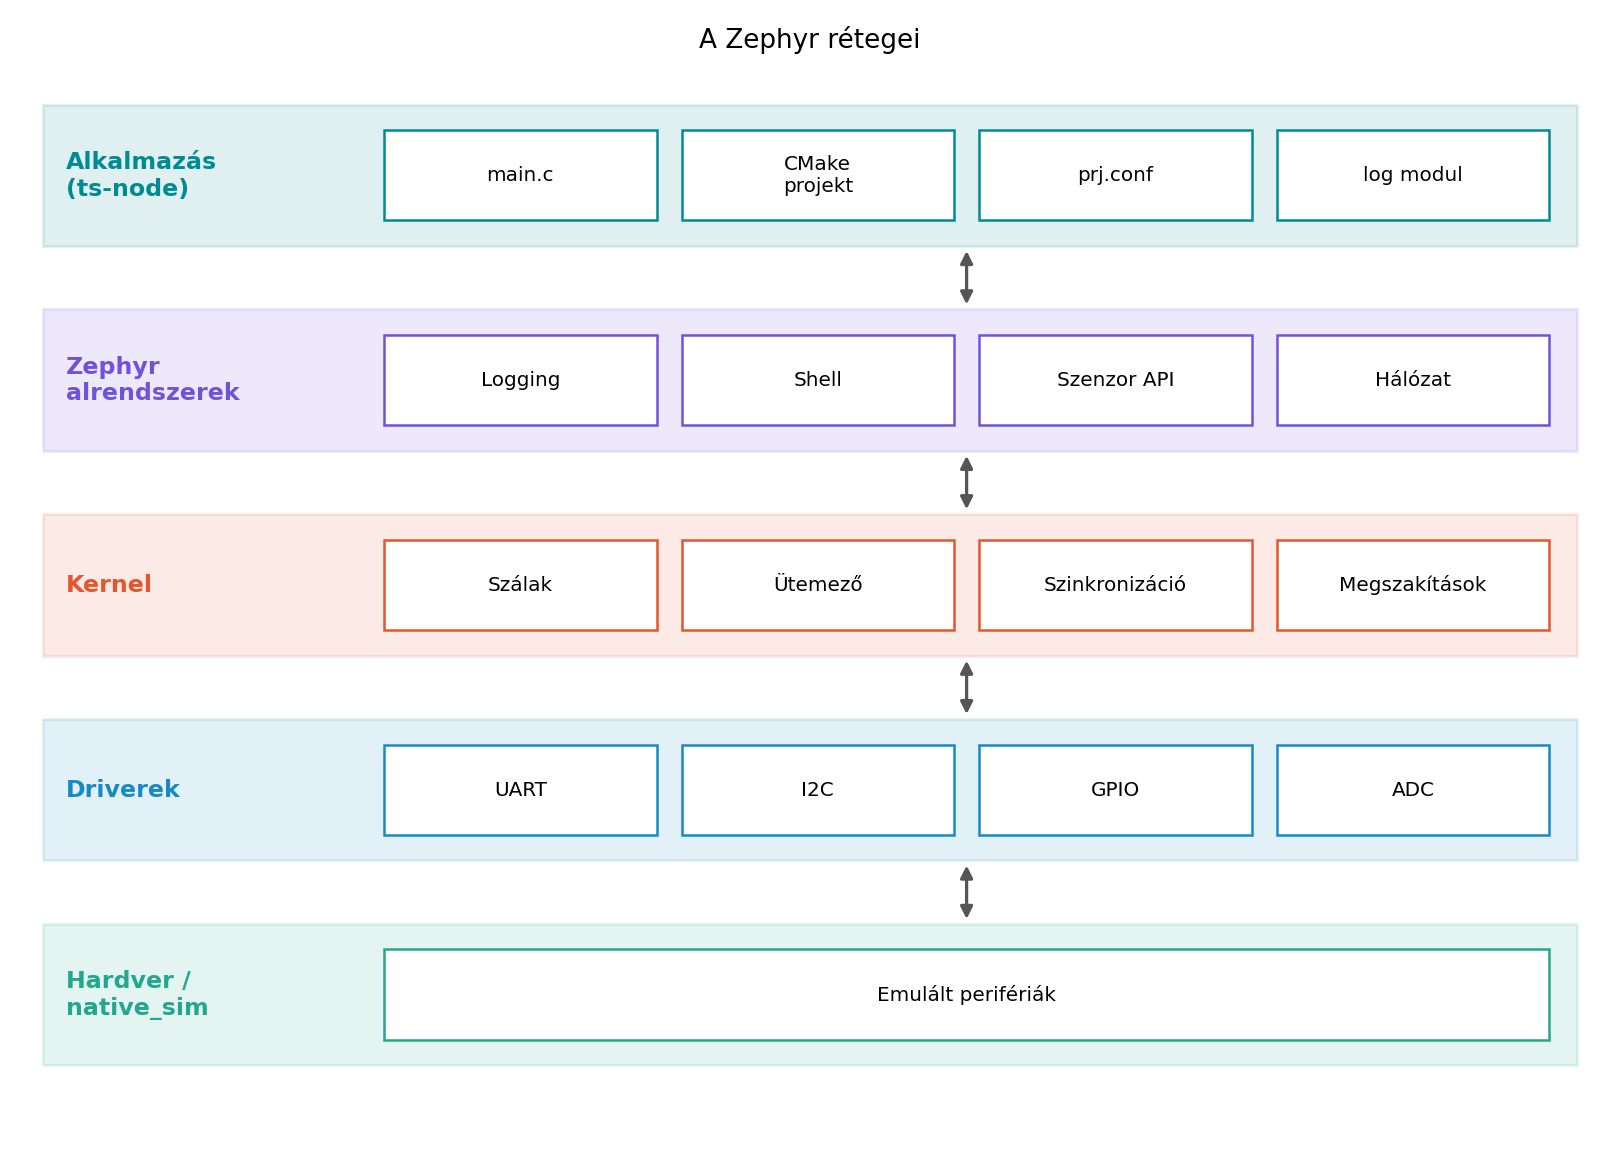 A Zephyr rétegei
Alkalmazás
(ts-node)
main.c
CMake
projekt
prj.conf
log modul
Zephyr
alrendszerek
Logging
Shell
Szenzor API
Hálózat
Kernel
Szálak
Ütemező
Szinkronizáció
Megszakítások
Driverek
UART
I2C
GPIO
ADC
Hardver /
native_sim
Emulált perifériák